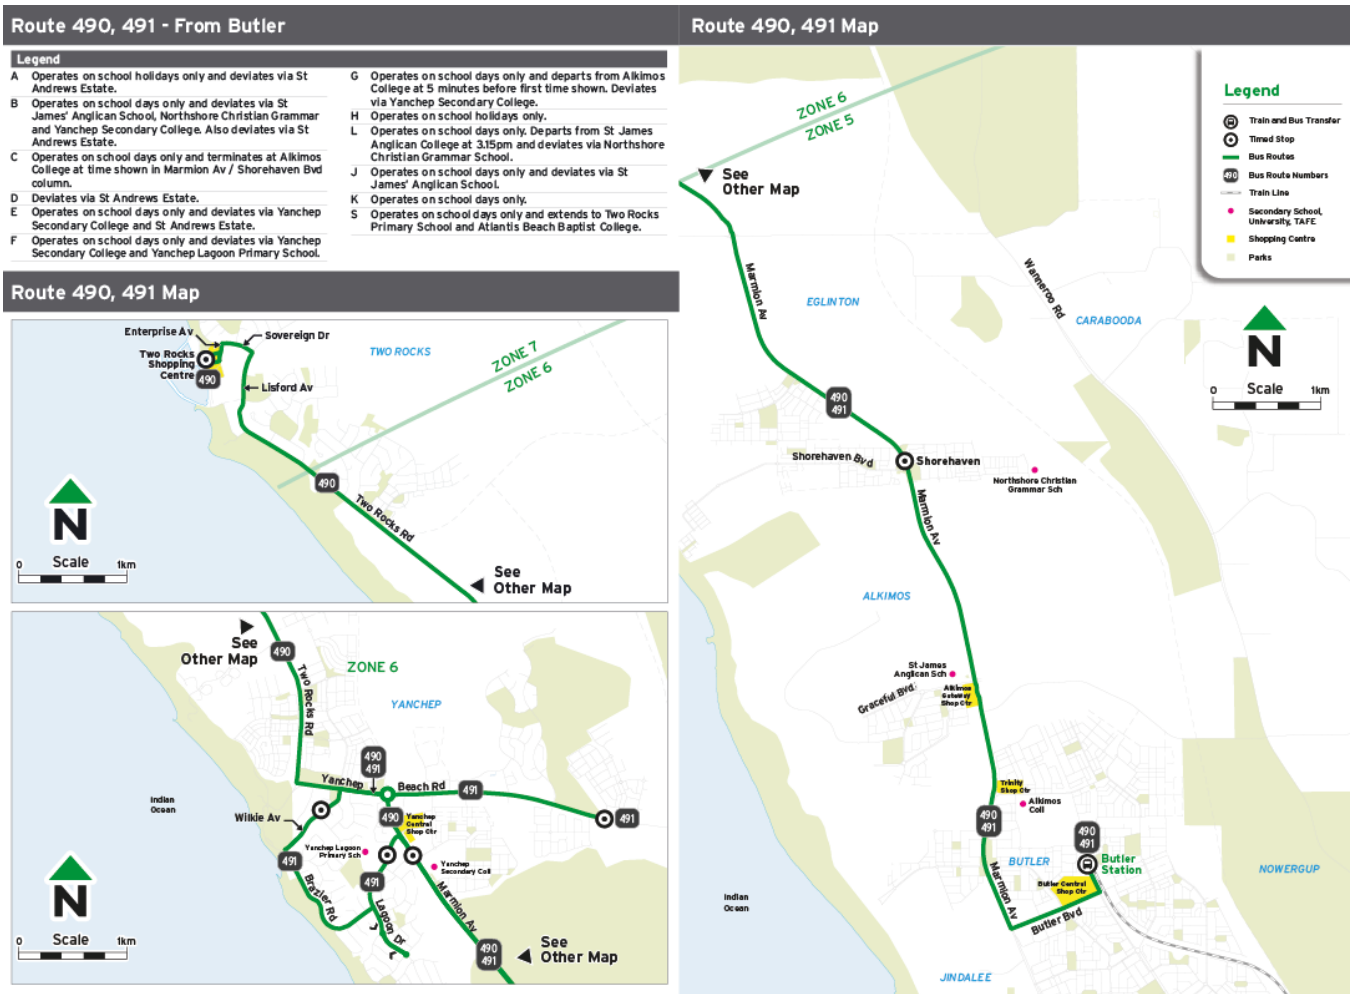 Route 490, 491 - From Butler
Legend
A Operates on school holidays only and deviates via St
Andrews Estate.
B Operates on school days only and deviates via St
James' Anglican School, Northshore Christian Grammar
and Yanchep Secondary College. Also deviates via St
Andrews Estate.
C Operates on school days only and terminates at Alkimos
College at time shown in Marmion Av / Shorehaven Bvd
column.
D Deviates via St Andrews Estate.
E Operates on school days only and deviates via Yanchep
Secondary College and St Andrews Estate.
F Operates on school days only and deviates via Yanchep
Secondary College and Yanchep Lagoon Primary School.
G Operates on school days only and departs from Alkimos
College at 5 minutes before first time shown. Deviates
via Yanchep Secondary College.
H Operates on school holidays only.
L Operates on school days only. Departs from St James
Anglican College at 3.15pm and deviates via Northshore
Christian Grammar School.
J Operates on school days only and deviates via St
James' Anglican School.
K Operates on school days only.
S Operates on school days only and extends to Two Rocks
Primary School and Atlantis Beach Baptist College.
Route 490, 491 Map
Enterprise Av
Sovereign Dr
Two Rocks
Shopping
Centre
490
Lisford Av
TWO ROCKS
ZONE 7
ZONE 6
490
Two Rocks Rd
N
Scale
0 1km
See
Other Map
See
Other Map
490
ZONE 6
Two Rocks Rd
YANCHEP
490
491
Yanchep
Beach Rd
491
491
Indian
Ocean
Wilkie Av
490
Yanchep
Central
Shop Ctr
Yanchep Lagoon
Primary Sch
491
Yanchep
Secondary Coll
491
Brazier Rd
Lagoon Dr
Marmion Av
490
491
N
Scale
0 1km
See
Other Map
Route 490, 491 Map
ZONE 6
ZONE 5
See
Other Map
Legend
Train and Bus Transfer
Timed Stop
Bus Routes
490 Bus Route Numbers
Train Line
Secondary School,
University, TAFE
Shopping Centre
Parks
Marmion Av
EGLINTON
Wanneroo Rd
CARABOODA
N
Scale
0 1km
490
491
Shorehaven Bvd
Shorehaven
Northshore Christian
Grammar Sch
Marmion Av
ALKIMOS
St James
Anglican Sch
Graceful Bvd
Alkimos
Gateway
Shop Ctr
Trinity
Shop Ctr
Alkimos
Coll
490
491
490
491
BUTLER
Butler
Station
Butler Central
Shop Ctr
NOWERGUP
Marmion Av
Butler Bvd
Indian
Ocean
JINDALEE